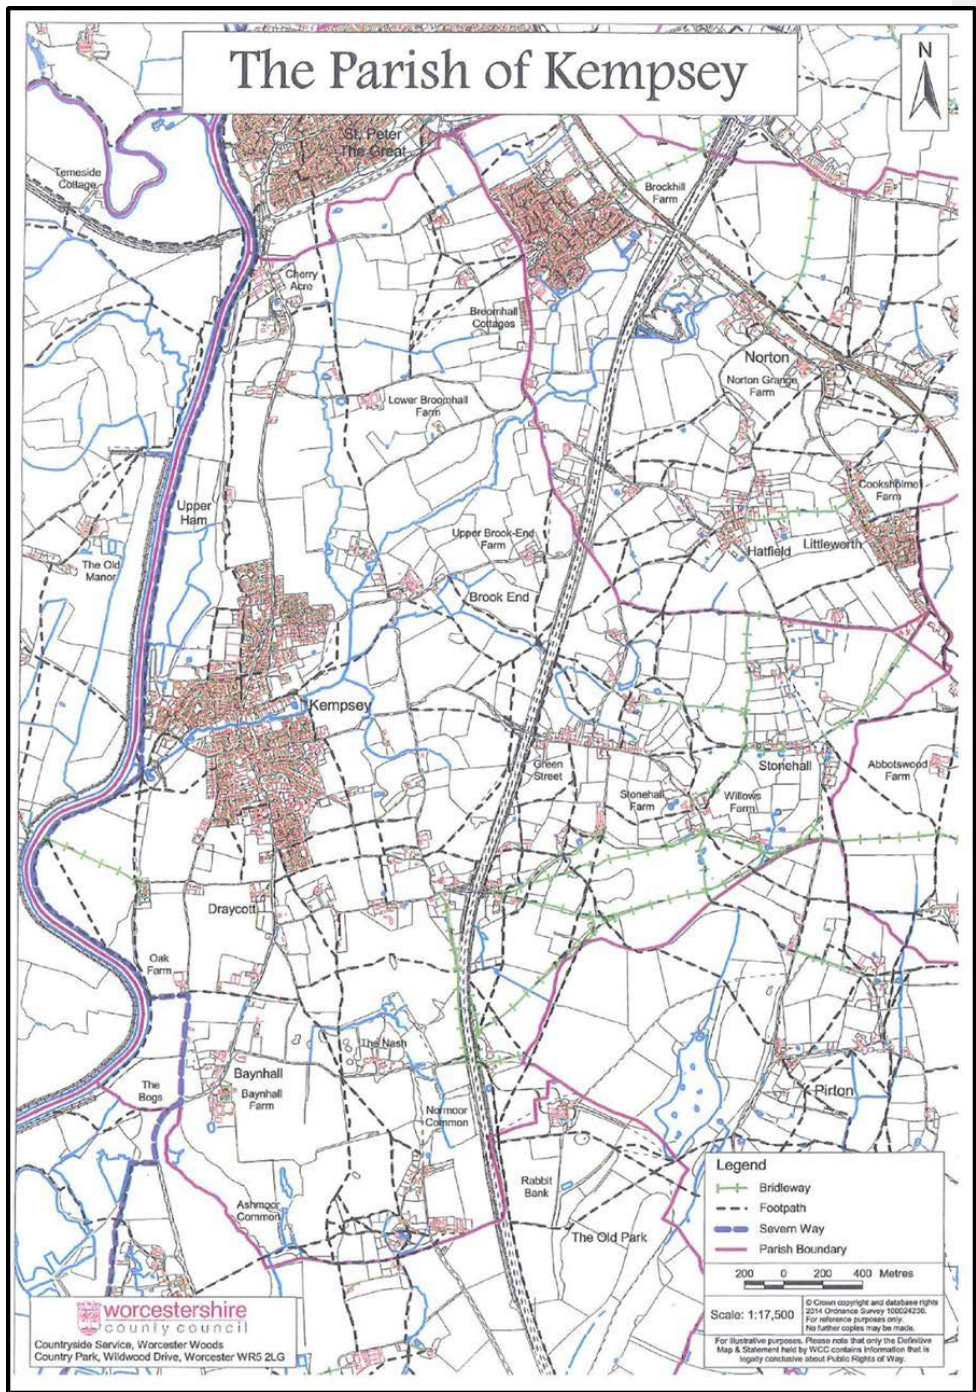 The Parish of Kempsey
N
St. Peter
The Great
Temeside
Cottage
Brockhill
Farm
Cherry
Acre
Broomhall
Cottages
Norton
Norton Grange
Farm
Lower Broomhall
Farm
Cooksholme
Farm
Upper
Ham
Upper Brook-End
Farm
Hatfield
Littleworth
The Old
Manor
Brook End
Kempsey
Green
Street
Stonehall
Abbotswood
Farm
Stonehall
Farm
Willows
Farm
Draycott
Oak
Farm
The Nash
Baynhall
The
Bogs
Baynhall
Farm
Pirton
Normoor
Common
Rabbit
Bank
Ashmoor
Common
The Old Park
Legend
Bridleway
Footpath
Severn Way
Parish Boundary
200 0 200 400 Metres
Scale: 1:17,500
© Crown copyright and database rights
2014 Ordnance Survey 100024230.
For reference purposes only.
No further copies may be made.
For illustrative purposes. Please note that only the Definitive
Map & Statement held by WCC contains information that is
legally conclusive about Public Rights of Way.
worcestershire
county council
Countryside Service, Worcester Woods
Country Park, Wildwood Drive, Worcester WR5 2LG